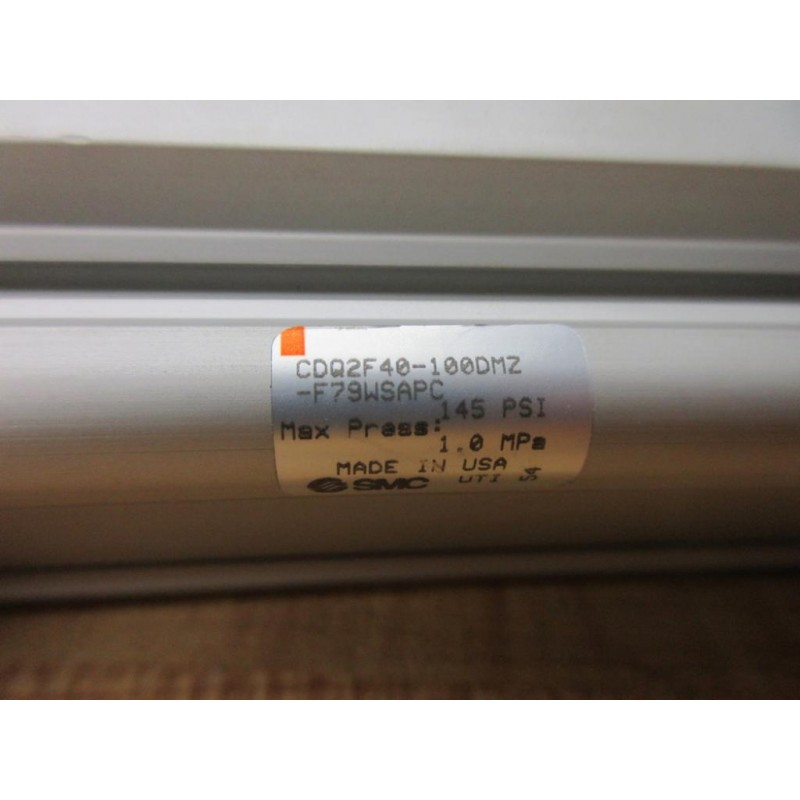 CDQ2F40-100DMZ
-F79WSAPC
Max Press: 145 PSI
1.0 MPa
MADE IN USA
SMC UTI